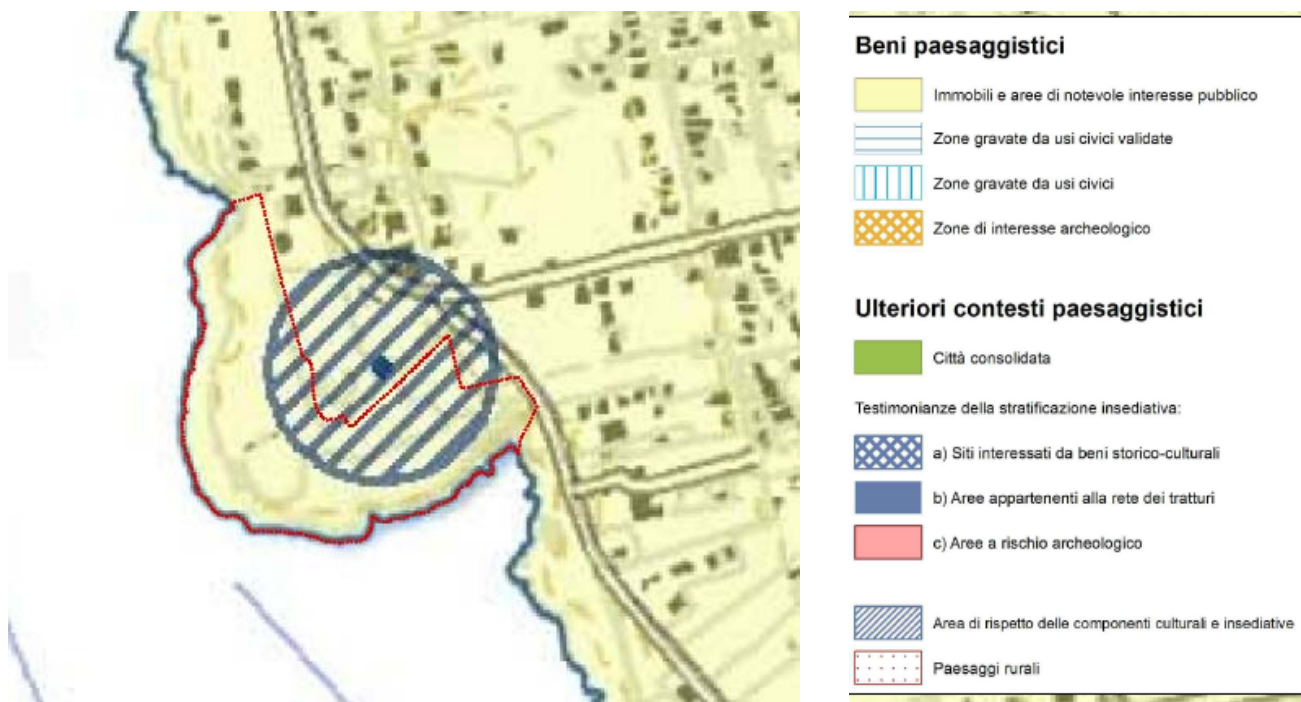 Beni paesaggistici
Immobili e aree di notevole interesse pubblico
Zone gravate da usi civici validate
Zone gravate da usi civici
Zone di interesse archeologico
Ulteriori contesti paesaggistici
Città consolidata
Testimonianze della stratificazione insediativa:
a) Siti interessati da beni storico-culturali
b) Aree appartenenti alla rete dei tratturi
c) Aree a rischio archeologico
Area di rispetto delle componenti culturali e insediative
Paesaggi rurali